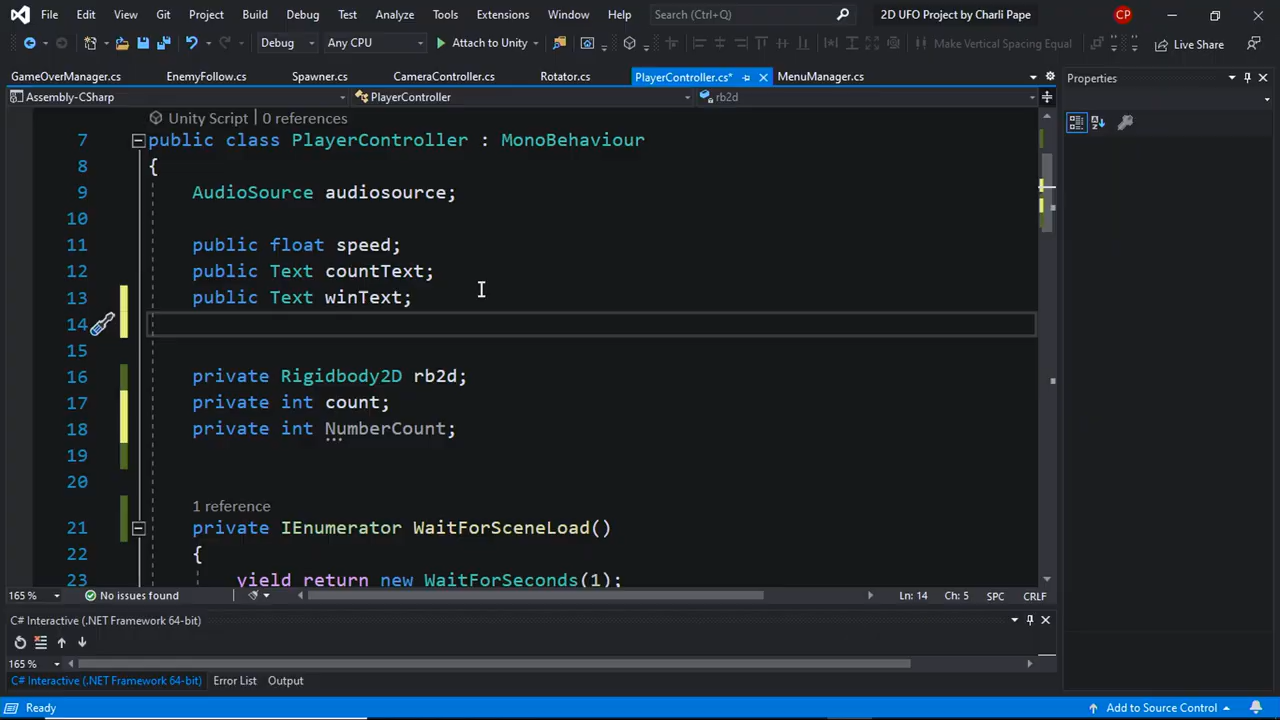 File Edit View Git Project Build Debug Test Analyze Tools Extensions Window Help Search (Ctrl+Q) 2D UFO Project by Charli Pape CP
Debug Any CPU Attach to Unity Make Vertical Spacing Equal Live Share
GameOverManager.cs EnemyFollow.cs Spawner.cs CameraController.cs Rotator.cs PlayerController.cs* MenuManager.cs Properties
Assembly-CSharp PlayerController rb2d
Unity Script | 0 references
7 public class PlayerController : MonoBehaviour
8 {
9 AudioSource audiosource;
10
11 public float speed;
12 public Text countText;
13 public Text winText;
14
15
16 private Rigidbody2D rb2d;
17 private int count;
18 private int NumberCount;
19
20
1 reference
21 private IEnumerator WaitForSceneLoad()
22 {
23 yield return new WaitForSeconds(1);
165 % No issues found Ln: 14 Ch: 5 SPC CRLF
C# Interactive (.NET Framework 64-bit)
165 %
C# Interactive (.NET Framework 64-bit) Error List Output
Ready Add to Source Control